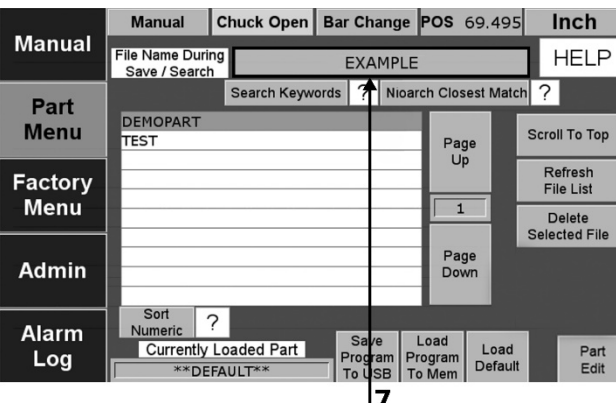 Manual
Chuck Open
Bar Change
POS 69.495
Inch
Manual
File Name During
Save / Search
EXAMPLE
HELP
Search Keywords
?
Closest Match
?
Part
Menu
DEMOPART
TEST
Page
Up
Scroll To Top
Refresh
File List
Factory
Menu
1
Delete
Selected File
Page
Down
Admin
Sort
Numeric
?
Alarm
Log
Currently Loaded Part
**DEFAULT**
Save
Program
To USB
Load
Program
To Mem
Load
Default
Part
Edit
7